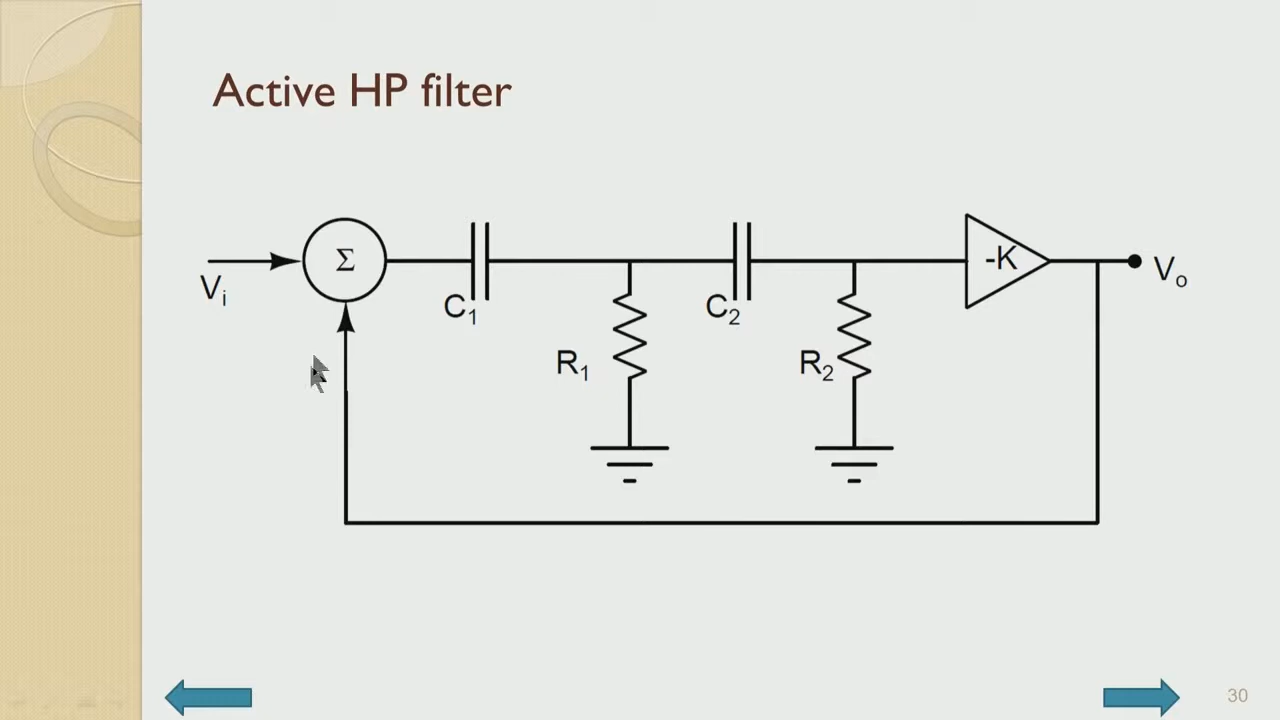 Active HP filter
Σ
-K
Vi
Vo
C1
C2
R1
R2
30